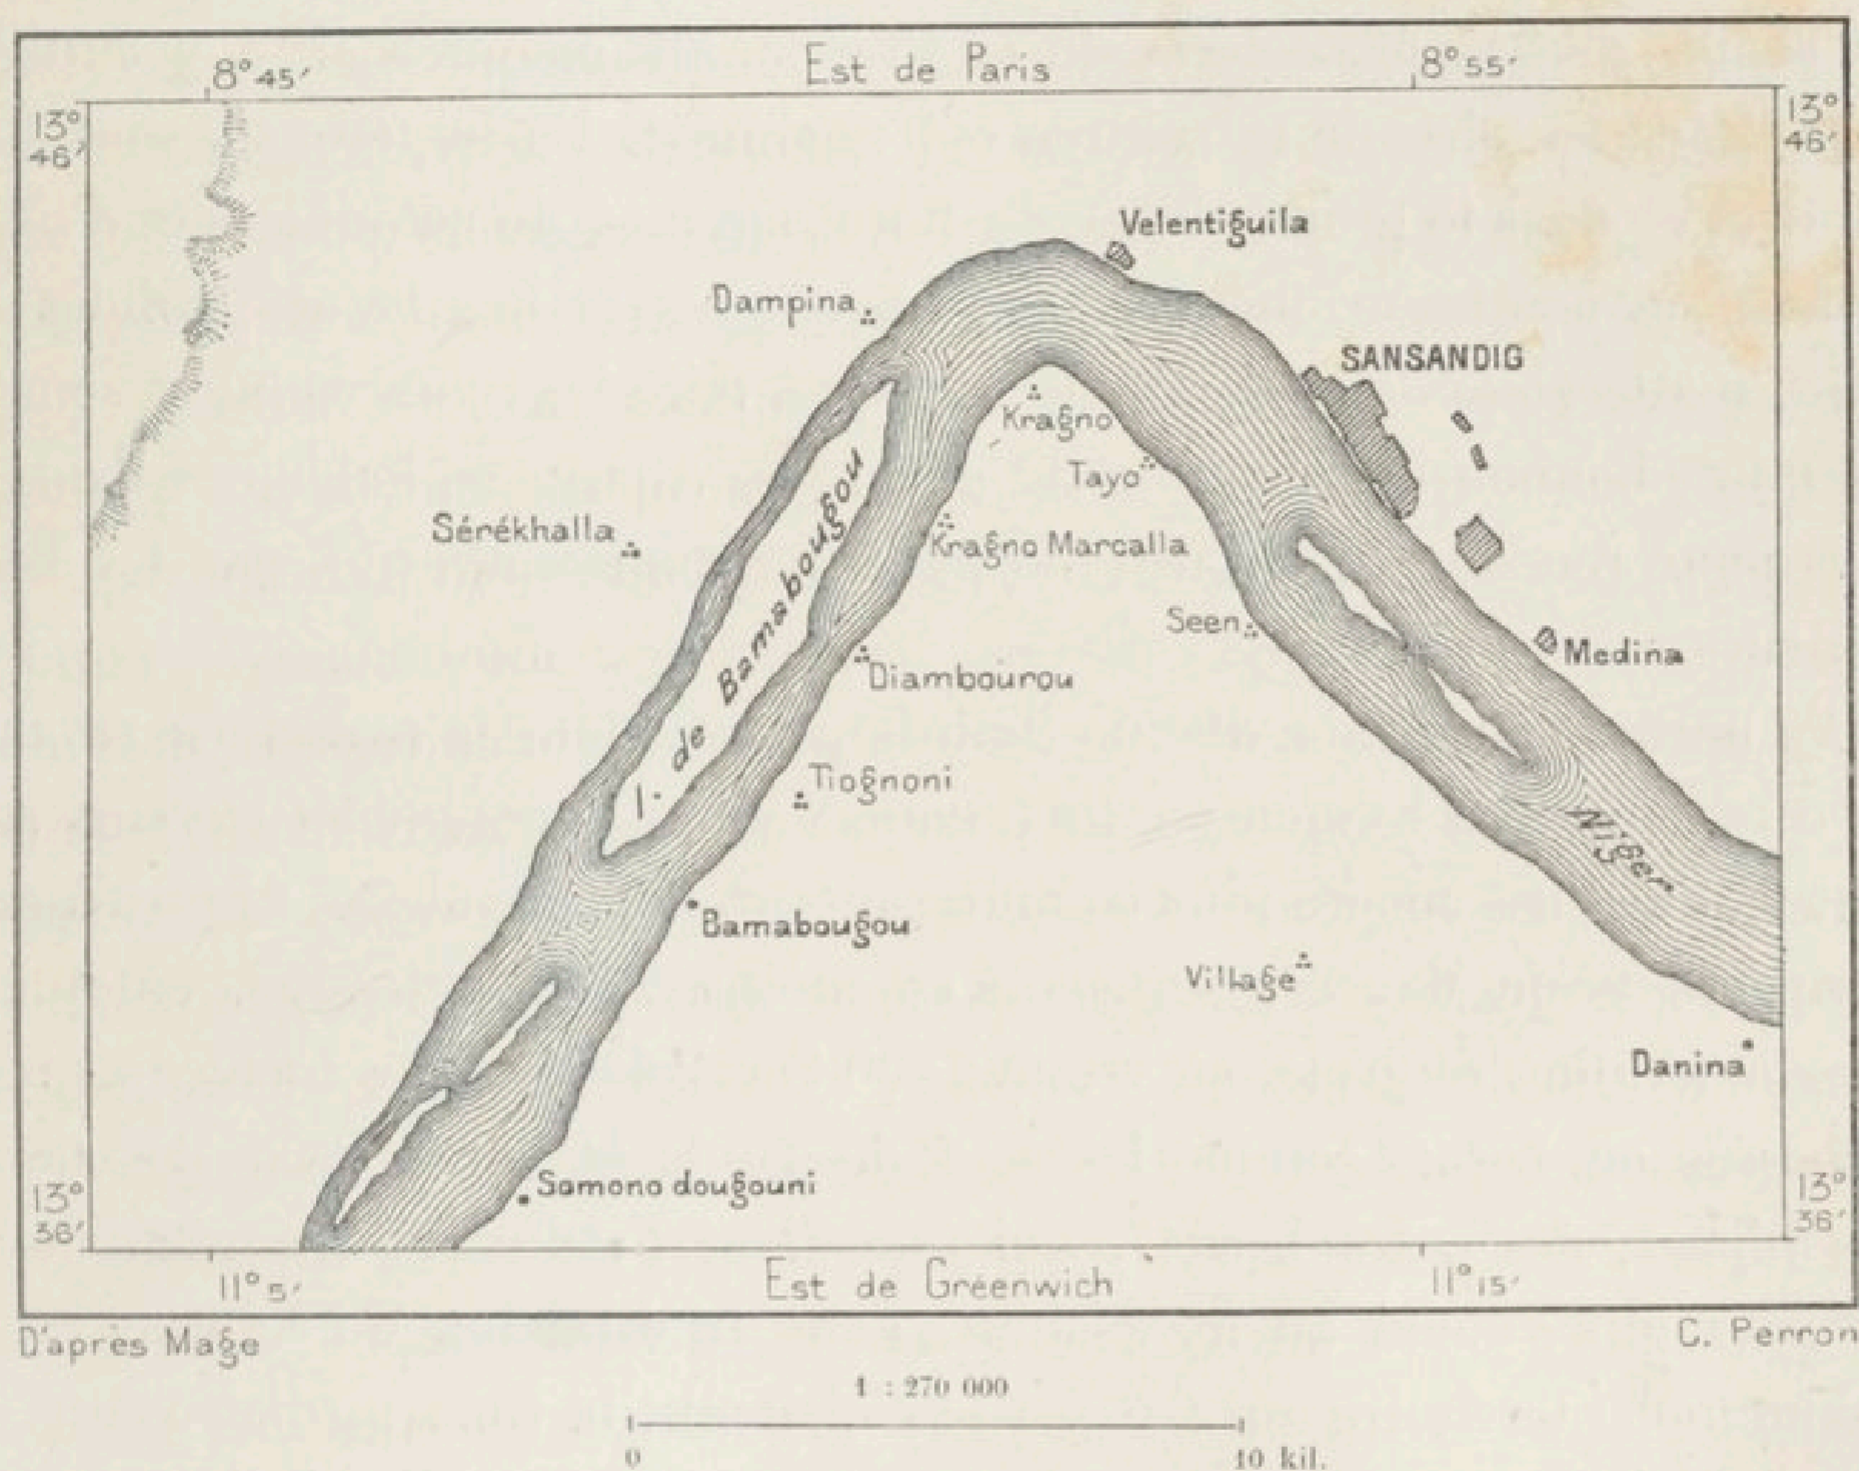 8° 45′
Est de Paris
8° 55′
13°
46′
13°
46′
Velentiguila
Dampina
SANSANDIG
Kragno
Tayo
Sérékhalla
Kragno Marcalla
I. de Bamabougou
Seen
Medina
Diambourou
Tiognoni
Niger
Bamabougou
Village
Danina
Somono dougouni
13°
36′
13°
36′
11° 5′
Est de Greenwich
11° 15′
D'après Mage
C. Perron
1 : 270 000
0
10 kil.